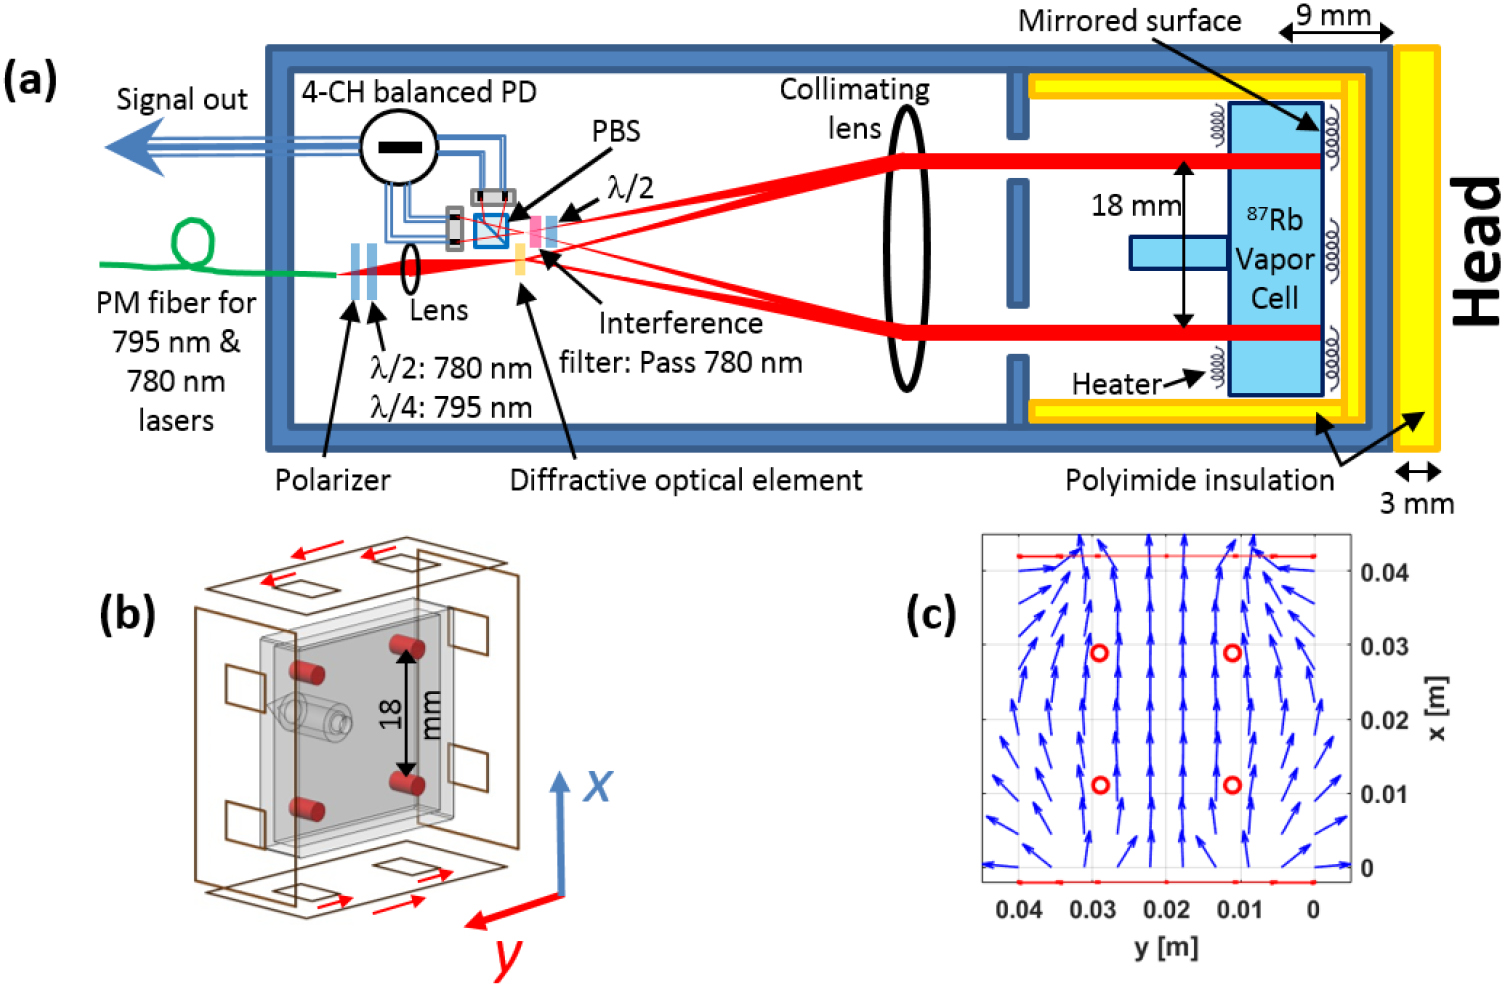 (a)
Signal out
4-CH balanced PD
PBS
λ/2
Collimating
lens
Mirrored surface
9 mm
18 mm
⁸⁷Rb
Vapor
Cell
Head
PM fiber for
795 nm &
780 nm
lasers
Lens
λ/2: 780 nm
λ/4: 795 nm
Interference
filter: Pass 780 nm
Heater
Polarizer
Diffractive optical element
Polyimide insulation
3 mm
(b)
18
mm
x
y
(c)
0.04
0.03
0.02
0.01
0
x [m]
0.04
0.03
0.02
0.01
0
y [m]